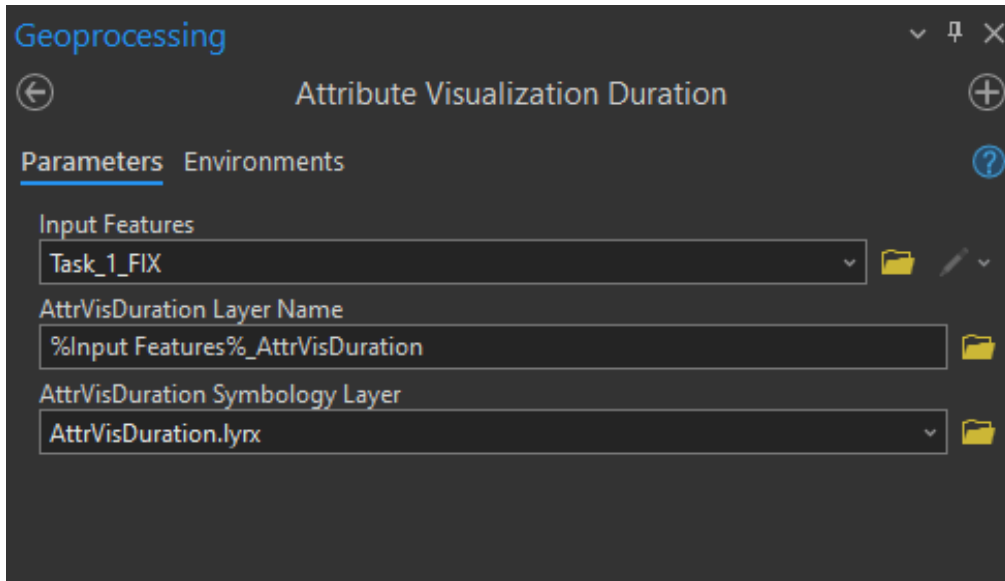 Geoprocessing
Attribute Visualization Duration
Parameters Environments
Input Features
Task_1_FIX
AttrVisDuration Layer Name
%Input Features%_AttrVisDuration
AttrVisDuration Symbology Layer
AttrVisDuration.lyrx